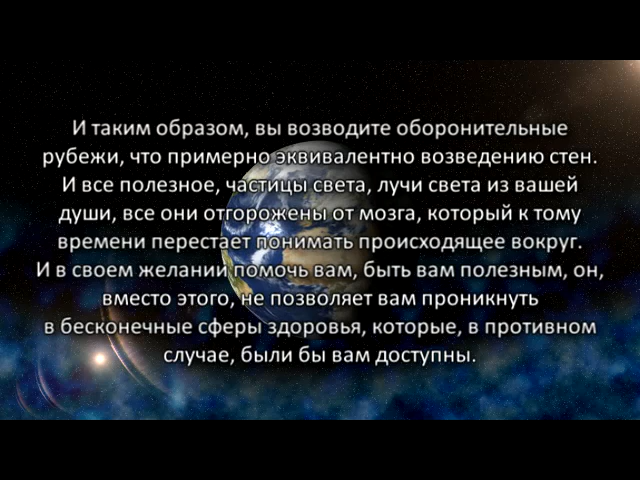 И таким образом, вы возводите оборонительные
рубежи, что примерно эквивалентно возведению стен.
И все полезное, частицы света, лучи света из вашей
души, все они отгорожены от мозга, который к тому
времени перестает понимать происходящее вокруг.
И в своем желании помочь вам, быть вам полезным, он,
вместо этого, не позволяет вам проникнуть
в бесконечные сферы здоровья, которые, в противном
случае, были бы вам доступны.